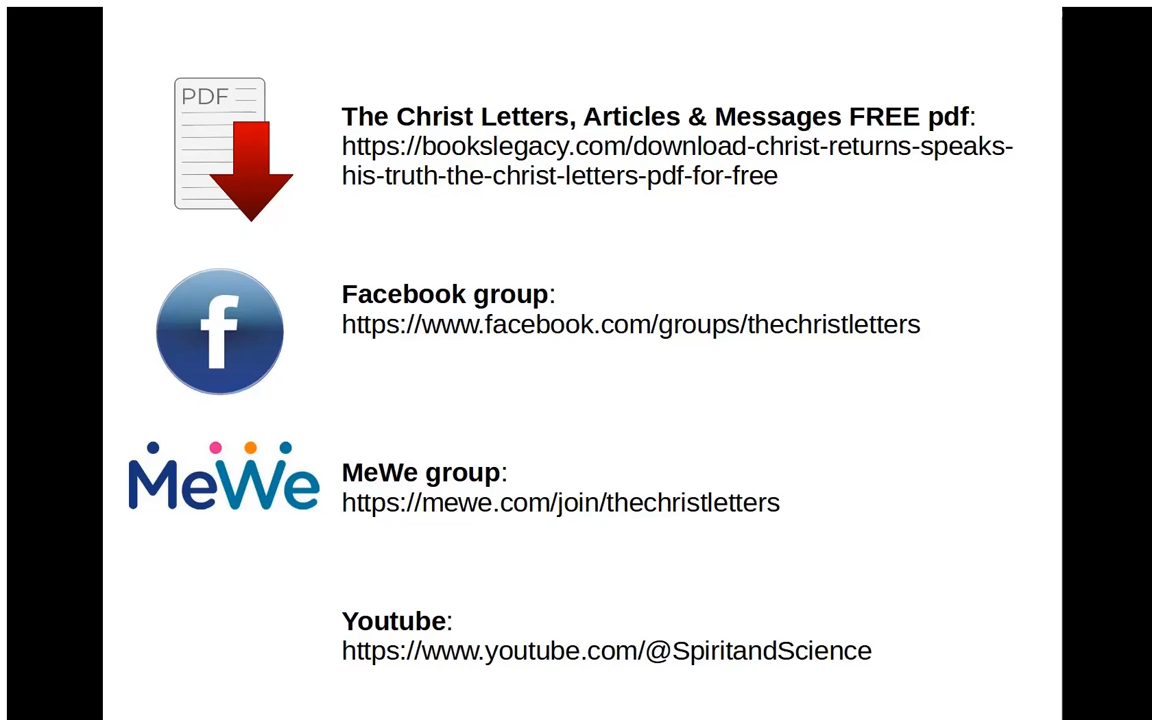 PDF
The Christ Letters, Articles & Messages FREE pdf:
https://bookslegacy.com/download-christ-returns-speaks-
his-truth-the-christ-letters-pdf-for-free
f
Facebook group:
https://www.facebook.com/groups/thechristletters
MeWe
MeWe group:
https://mewe.com/join/thechristletters
Youtube:
https://www.youtube.com/@SpiritandScience